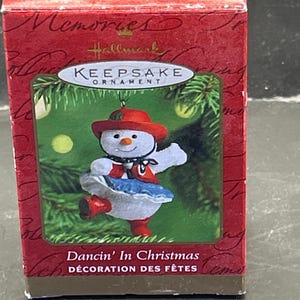 Memories
Hallmark
KEEPSAKE
ORNAMENT
Dancin' In Christmas
DÉCORATION DES FÊTES